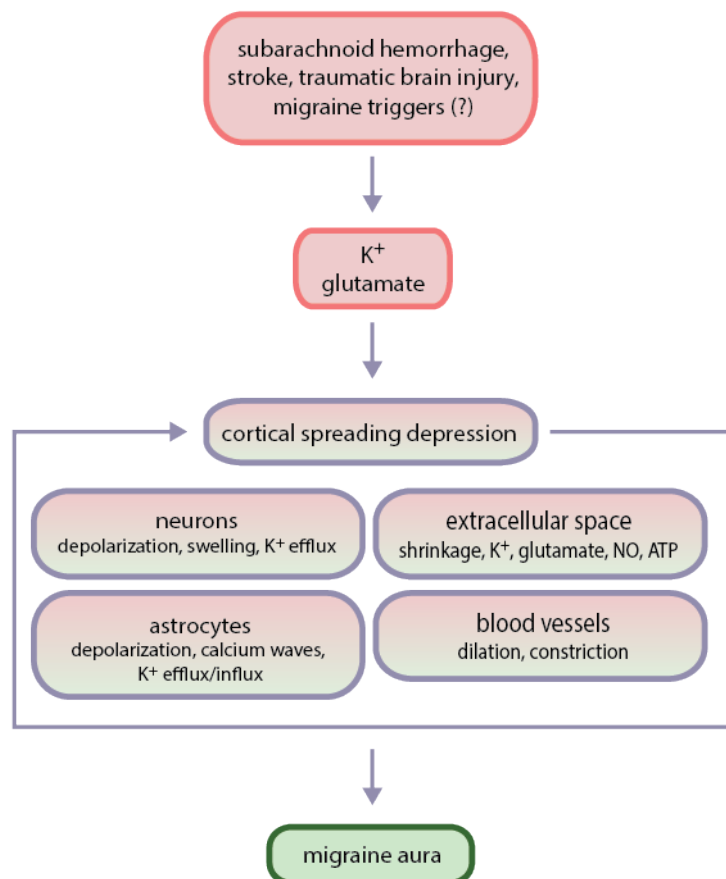 subarachnoid hemorrhage,
stroke, traumatic brain injury,
migraine triggers (?)
K⁺
glutamate
cortical spreading depression
neurons
depolarization, swelling, K⁺ efflux
extracellular space
shrinkage, K⁺, glutamate, NO, ATP
astrocytes
depolarization, calcium waves,
K⁺ efflux/influx
blood vessels
dilation, constriction
migraine aura